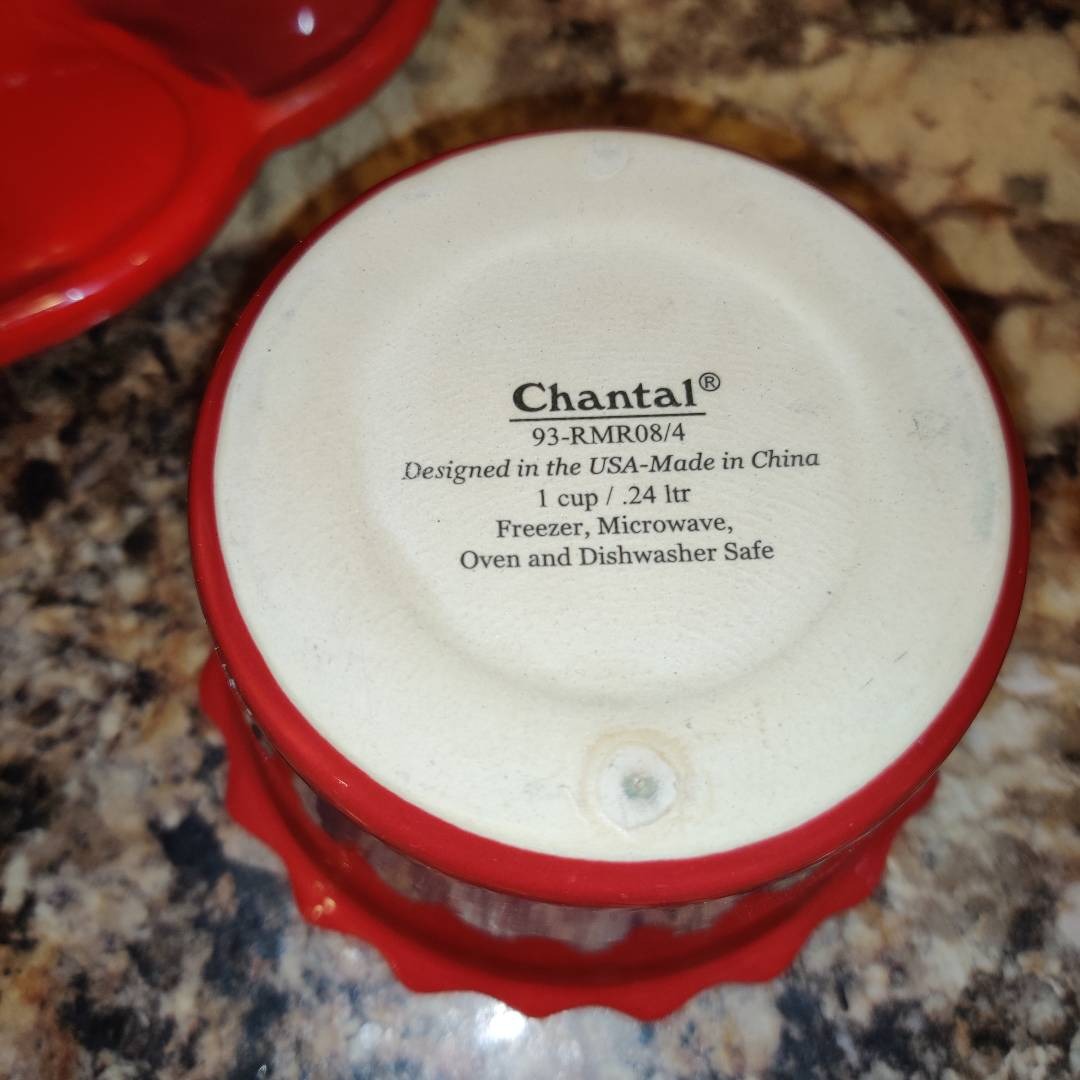 Chantal®
93-RMR08/4
Designed in the USA-Made in China
1 cup / .24 ltr
Freezer, Microwave,
Oven and Dishwasher Safe